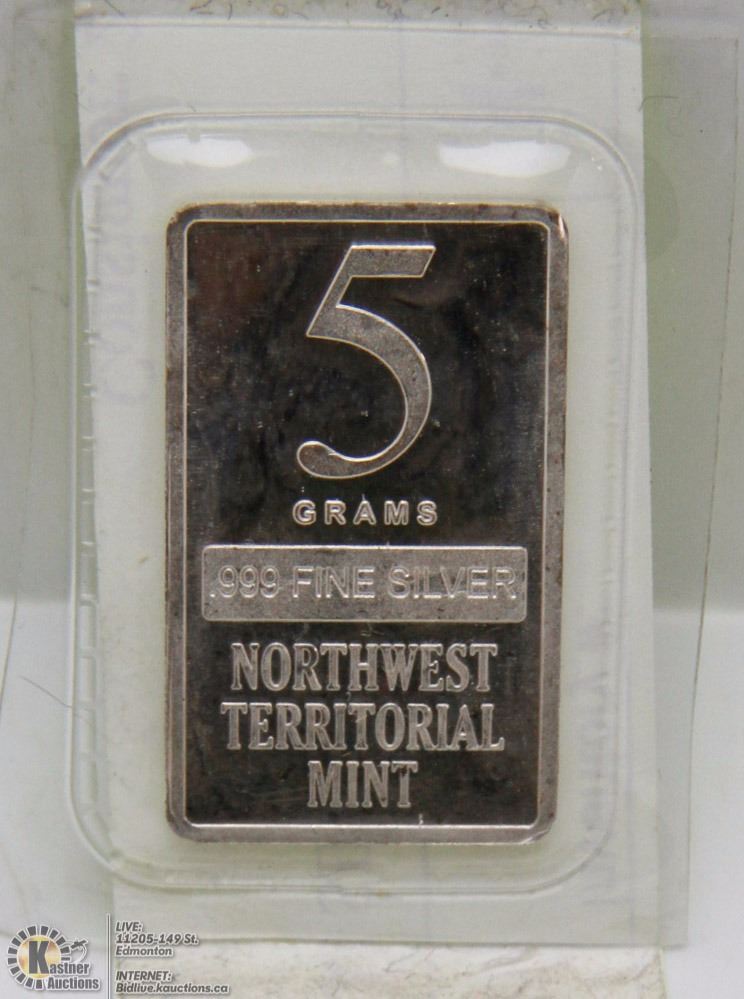 5
GRAMS
.999 FINE SILVER
NORTHWEST
TERRITORIAL
MINT
LIVE:
11205-149 St.
Edmonton
INTERNET:
Bidlive.kauctions.ca
K
Kastner
Auctions